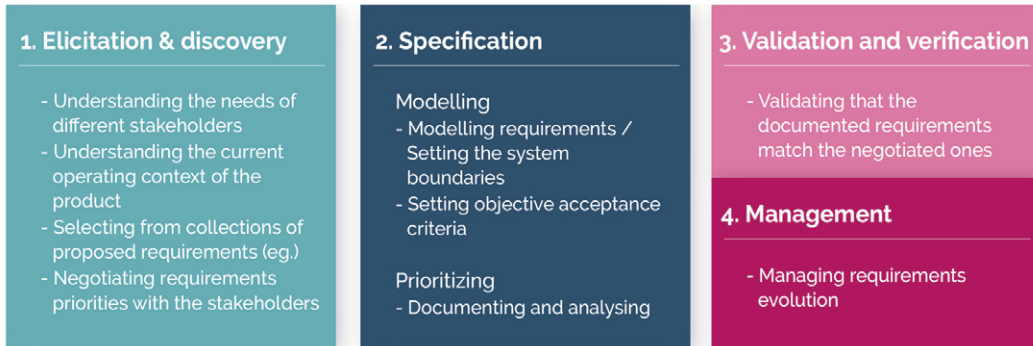 1. Elicitation & discovery
- Understanding the needs of
different stakeholders
- Understanding the current
operating context of the
product
- Selecting from collections of
proposed requirements (eg.)
- Negotiating requirements
priorities with the stakeholders
2. Specification
Modelling
- Modelling requirements /
Setting the system
boundaries
- Setting objective acceptance
criteria
Prioritizing
- Documenting and analysing
3. Validation and verification
- Validating that the
documented requirements
match the negotiated ones
4. Management
- Managing requirements
evolution